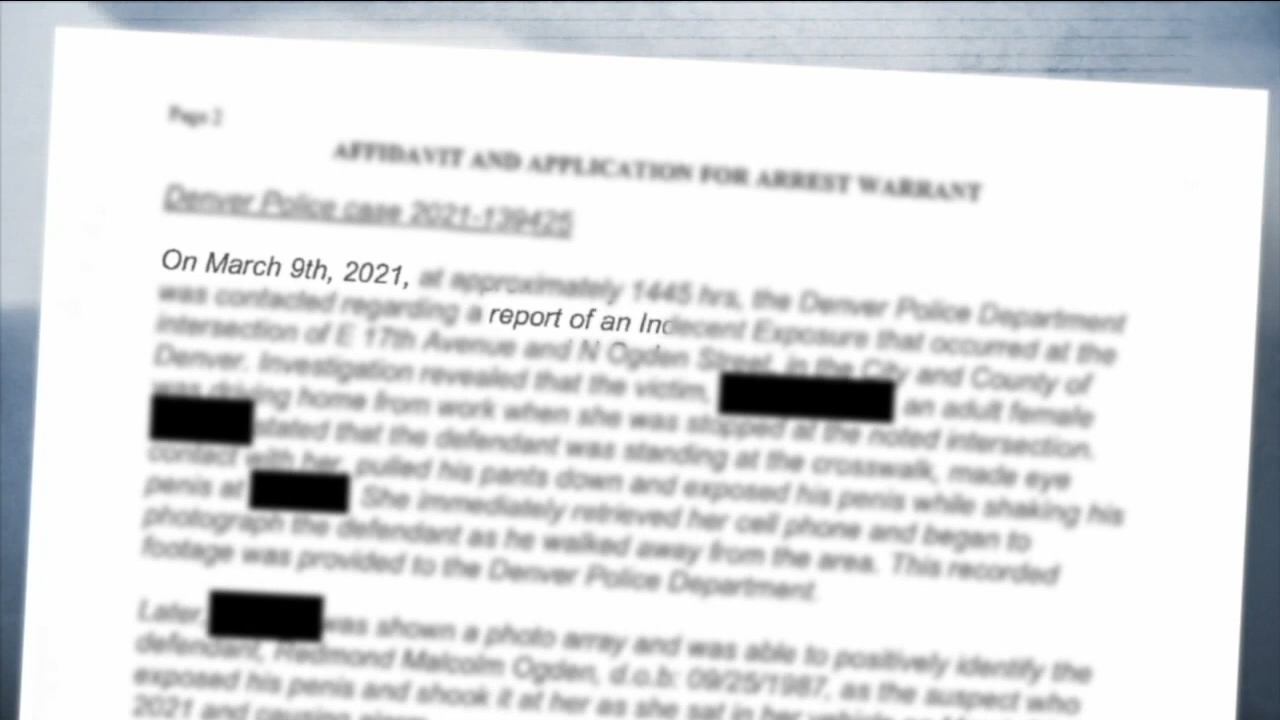 Page 2
AFFIDAVIT AND APPLICATION FOR ARREST WARRANT
Denver Police case 2021-139425
On March 9th, 2021, at approximately 1445 hrs, the Denver Police Department
was contacted regarding a report of an Indecent Exposure that occurred at the
intersection of E 17th Avenue and N Ogden Street, in the City and County of
Denver. Investigation revealed that the victim, an adult female
was driving home from work when she was stopped at the noted intersection.
stated that the defendant was standing at the crosswalk, made eye
contact with her, pulled his pants down and exposed his penis while shaking his
penis at She immediately retrieved her cell phone and began to
photograph the defendant as he walked away from the area. This recorded
footage was provided to the Denver Police Department.
Later, was shown a photo array and was able to positively identify the
defendant, Redmond Malcolm Ogden, d.o.b: 09/25/1987, as the suspect who
exposed his penis and shook it at her as she sat in her vehicle on
2021 and causing alarm.